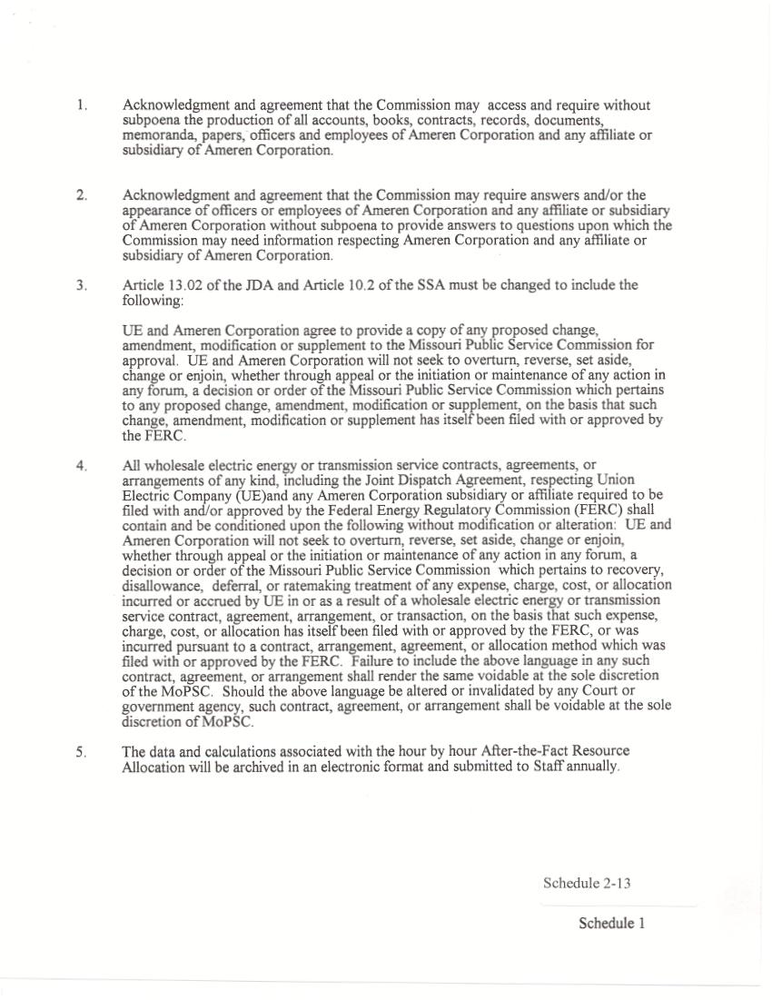 1. Acknowledgment and agreement that the Commission may access and require without
subpoena the production of all accounts, books, contracts, records, documents,
memoranda, papers, officers and employees of Ameren Corporation and any affiliate or
subsidiary of Ameren Corporation.
2. Acknowledgment and agreement that the Commission may require answers and/or the
appearance of officers or employees of Ameren Corporation and any affiliate or subsidiary
of Ameren Corporation without subpoena to provide answers to questions upon which the
Commission may need information respecting Ameren Corporation and any affiliate or
subsidiary of Ameren Corporation.
3. Article 13.02 of the JDA and Article 10.2 of the SSA must be changed to include the
following:
UE and Ameren Corporation agree to provide a copy of any proposed change,
amendment, modification or supplement to the Missouri Public Service Commission for
approval. UE and Ameren Corporation will not seek to overturn, reverse, set aside,
change or enjoin, whether through appeal or the initiation or maintenance of any action in
any forum, a decision or order of the Missouri Public Service Commission which pertains
to any proposed change, amendment, modification or supplement, on the basis that such
change, amendment, modification or supplement has itself been filed with or approved by
the FERC.
4. All wholesale electric energy or transmission service contracts, agreements, or
arrangements of any kind, including the Joint Dispatch Agreement, respecting Union
Electric Company (UE)and any Ameren Corporation subsidiary or affiliate required to be
filed with and/or approved by the Federal Energy Regulatory Commission (FERC) shall
contain and be conditioned upon the following without modification or alteration: UE and
Ameren Corporation will not seek to overturn, reverse, set aside, change or enjoin,
whether through appeal or the initiation or maintenance of any action in any forum, a
decision or order of the Missouri Public Service Commission which pertains to recovery,
disallowance, deferral, or ratemaking treatment of any expense, charge, cost, or allocation
incurred or accrued by UE in or as a result of a wholesale electric energy or transmission
service contract, agreement, arrangement, or transaction, on the basis that such expense,
charge, cost, or allocation has itself been filed with or approved by the FERC, or was
incurred pursuant to a contract, arrangement, agreement, or allocation method which was
filed with or approved by the FERC. Failure to include the above language in any such
contract, agreement, or arrangement shall render the same voidable at the sole discretion
of the MoPSC. Should the above language be altered or invalidated by any Court or
government agency, such contract, agreement, or arrangement shall be voidable at the sole
discretion of MoPSC.
5. The data and calculations associated with the hour by hour After-the-Fact Resource
Allocation will be archived in an electronic format and submitted to Staff annually.
Schedule 2-13
Schedule 1